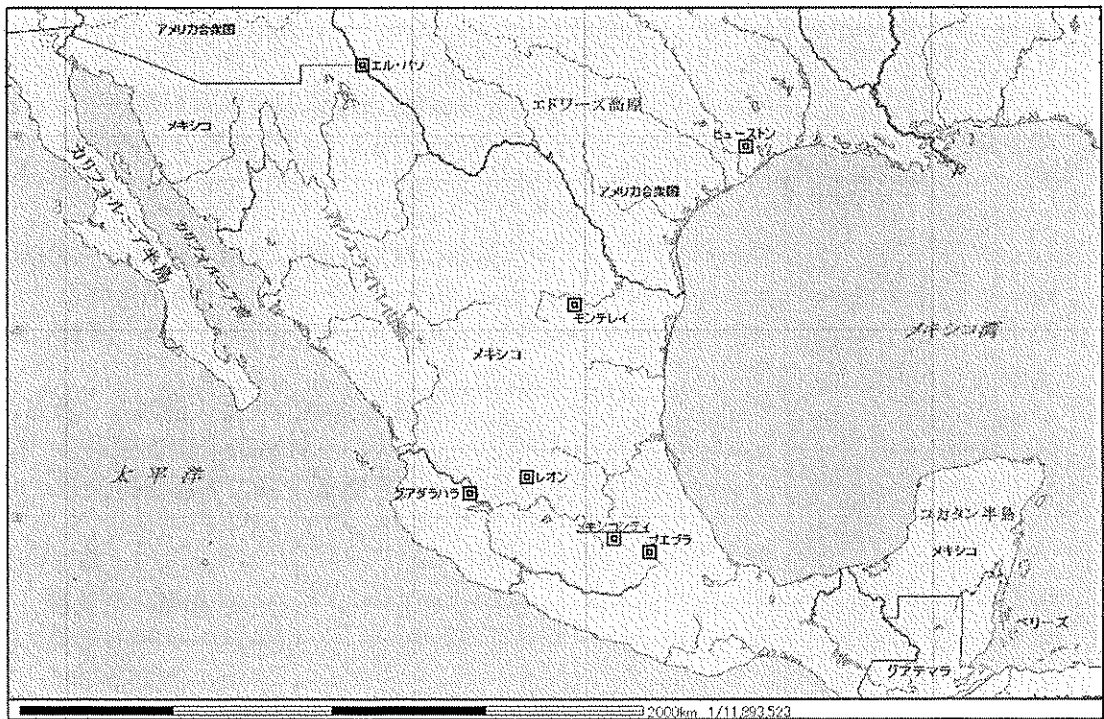 アメリカ合衆国
エル・パソ
エドワーズ高原
メキシコ
ヒューストン
カリフォルニア半島
アメリカ合衆国
カリフォルニア湾
モンテレイ
メキシコ湾
メキシコ
太平洋
レオン
グアダラハラ
ユカタン半島
メキシコシティ
プエブラ
メキシコ
ベリーズ
グアテマラ
2000km 1/11,893,523